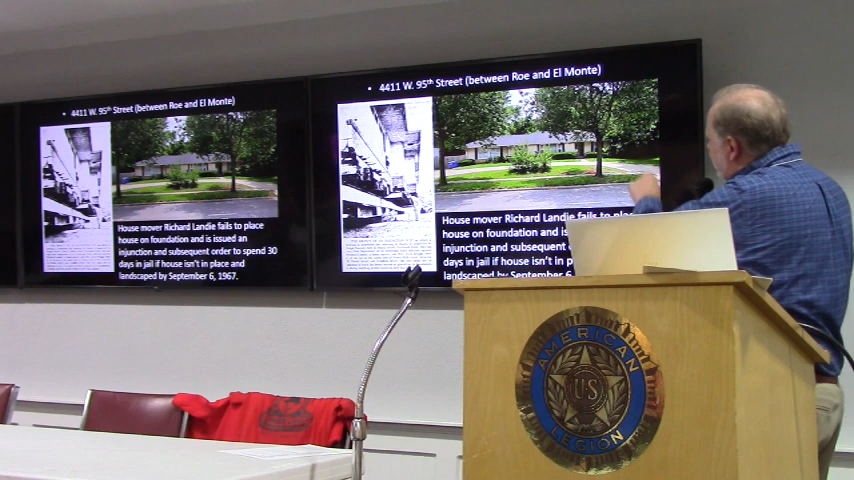 • 4411 W. 95th Street (between Roe and El Monte)
House mover Richard Landie fails to place
house on foundation and is issued an
injunction and subsequent order to spend 30
days in jail if house isn't in place and
landscaped by September 6, 1967.
• 4411 W. 95th Street (between Roe and El Monte)
House mover Richard Landie fails to place
house on foundation and is
injunction and subsequent
days in jail if house isn't in p
landscaped by September 6
AMERICAN
US
LEGION